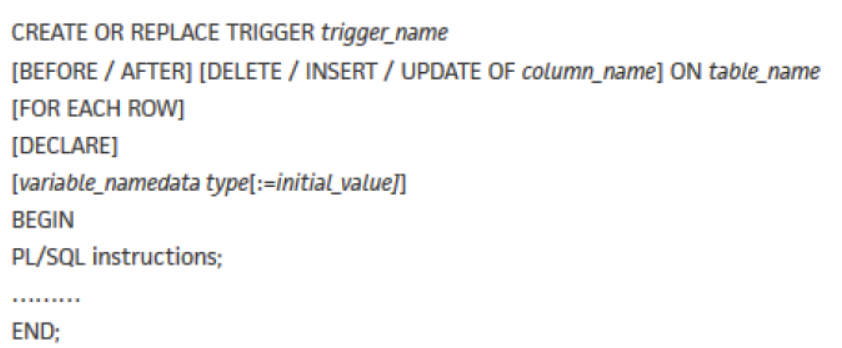 CREATE OR REPLACE TRIGGER trigger_name
[BEFORE / AFTER] [DELETE / INSERT / UPDATE OF column_name] ON table_name
[FOR EACH ROW]
[DECLARE]
[variable_namedata type[:=initial_value]]
BEGIN
PL/SQL instructions;
.........
END;